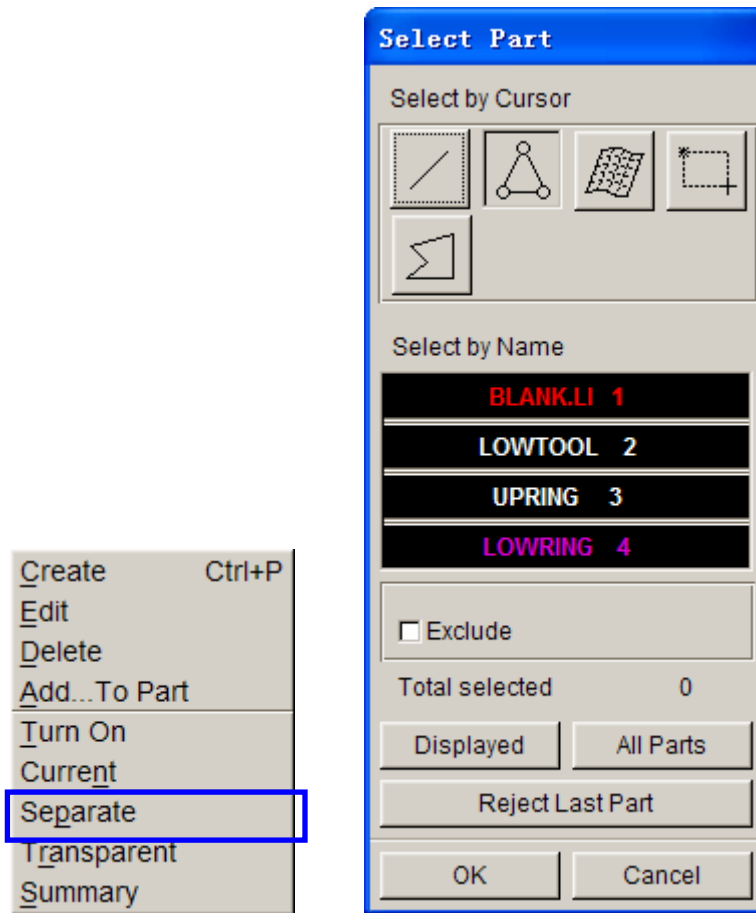 Create Ctrl+P
Edit
Delete
Add...To Part
Turn On
Current
Separate
Transparent
Summary
Select Part
Select by Cursor
Select by Name
BLANK.LI 1
LOWTOOL 2
UPRING 3
LOWRING 4
Exclude
Total selected 0
Displayed All Parts
Reject Last Part
OK Cancel